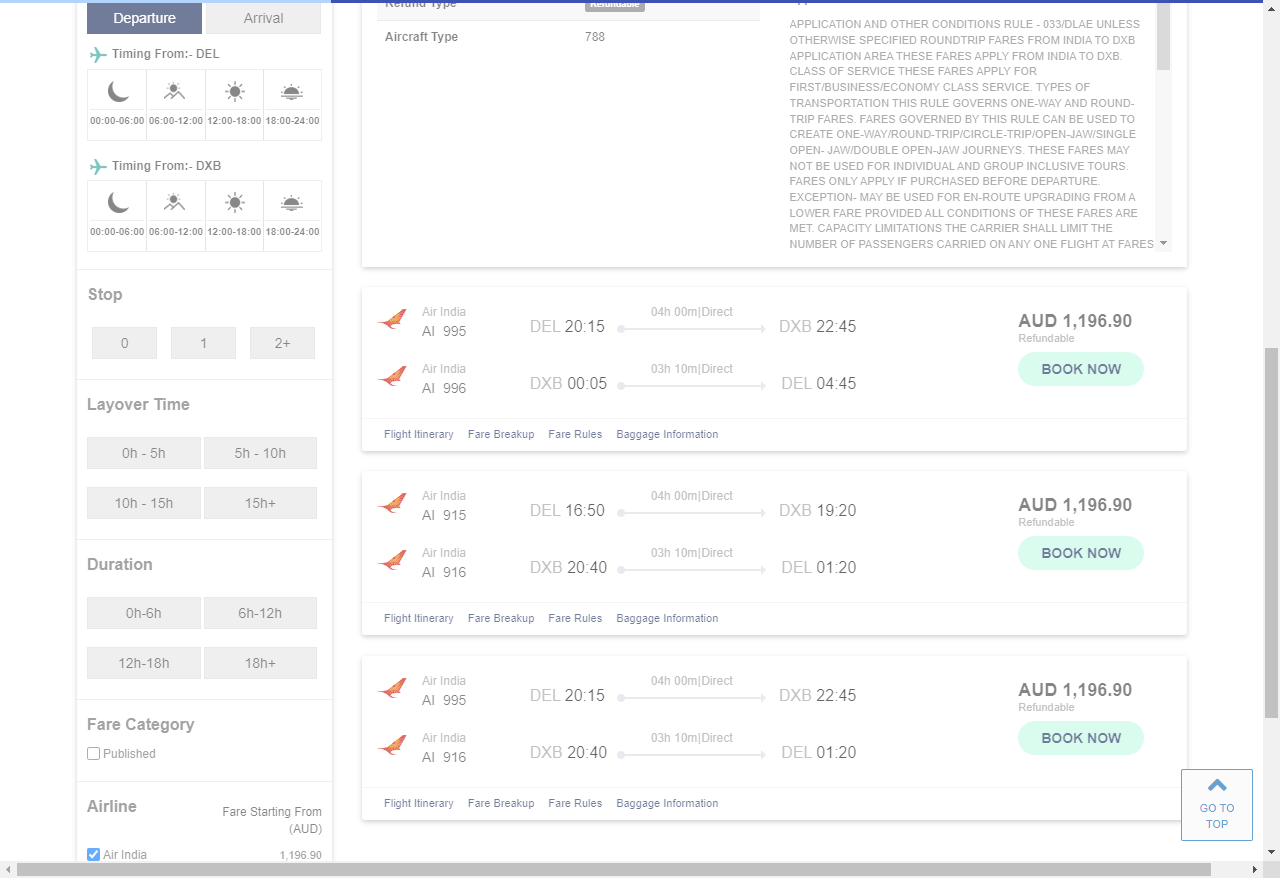 Departure
Arrival
Timing From:- DEL
00:00-06:00 06:00-12:00 12:00-18:00 18:00-24:00
Timing From:- DXB
00:00-06:00 06:00-12:00 12:00-18:00 18:00-24:00
Stop
0 1 2+
Layover Time
0h - 5h 5h - 10h
10h - 15h 15h+
Duration
0h-6h 6h-12h
12h-18h 18h+
Fare Category
Published
Airline
Fare Starting From
(AUD)
Air India 1,196.90
Refund Type Refundable
Aircraft Type 788
APPLICATION AND OTHER CONDITIONS RULE - 033/DLAE UNLESS
OTHERWISE SPECIFIED ROUNDTRIP FARES FROM INDIA TO DXB
APPLICATION AREA THESE FARES APPLY FROM INDIA TO DXB.
CLASS OF SERVICE THESE FARES APPLY FOR
FIRST/BUSINESS/ECONOMY CLASS SERVICE. TYPES OF
TRANSPORTATION THIS RULE GOVERNS ONE-WAY AND ROUND-
TRIP FARES. FARES GOVERNED BY THIS RULE CAN BE USED TO
CREATE ONE-WAY/ROUND-TRIP/CIRCLE-TRIP/OPEN-JAW/SINGLE
OPEN- JAW/DOUBLE OPEN-JAW JOURNEYS. THESE FARES MAY
NOT BE USED FOR INDIVIDUAL AND GROUP INCLUSIVE TOURS.
FARES ONLY APPLY IF PURCHASED BEFORE DEPARTURE.
EXCEPTION- MAY BE USED FOR EN-ROUTE UPGRADING FROM A
LOWER FARE PROVIDED ALL CONDITIONS OF THESE FARES ARE
MET. CAPACITY LIMITATIONS THE CARRIER SHALL LIMIT THE
NUMBER OF PASSENGERS CARRIED ON ANY ONE FLIGHT AT FARES
Air India
AI 995
DEL 20:15
04h 00m|Direct
DXB 22:45
AUD 1,196.90
Refundable
BOOK NOW
Air India
AI 996
DXB 00:05
03h 10m|Direct
DEL 04:45
Flight Itinerary Fare Breakup Fare Rules Baggage Information
Air India
AI 915
DEL 16:50
04h 00m|Direct
DXB 19:20
AUD 1,196.90
Refundable
BOOK NOW
Air India
AI 916
DXB 20:40
03h 10m|Direct
DEL 01:20
Flight Itinerary Fare Breakup Fare Rules Baggage Information
Air India
AI 995
DEL 20:15
04h 00m|Direct
DXB 22:45
AUD 1,196.90
Refundable
BOOK NOW
Air India
AI 916
DXB 20:40
03h 10m|Direct
DEL 01:20
Flight Itinerary Fare Breakup Fare Rules Baggage Information
GO TO
TOP